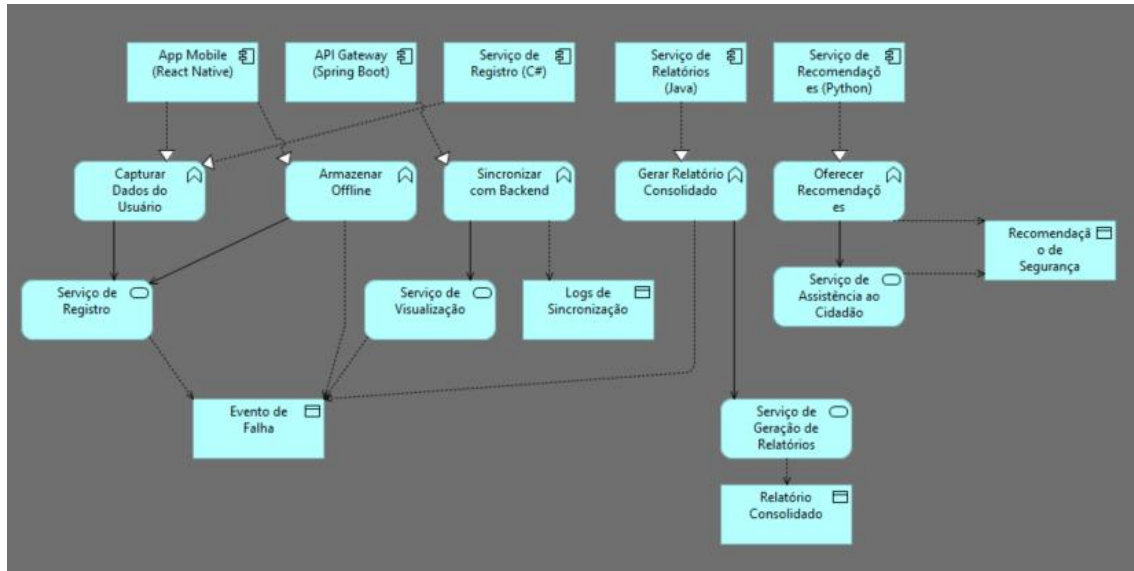 App Mobile
(React Native)
API Gateway
(Spring Boot)
Serviço de
Registro (C#)
Serviço de
Relatórios
(Java)
Serviço de
Recomendaçõ
es (Python)
Capturar
Dados do
Usuário
Armazenar
Offline
Sincronizar
com Backend
Gerar Relatório
Consolidado
Oferecer
Recomendaçõ
es
Recomendaçã
o de
Segurança
Serviço de
Registro
Serviço de
Visualização
Logs de
Sincronização
Serviço de
Assistência ao
Cidadão
Evento de
Falha
Serviço de
Geração de
Relatórios
Relatório
Consolidado